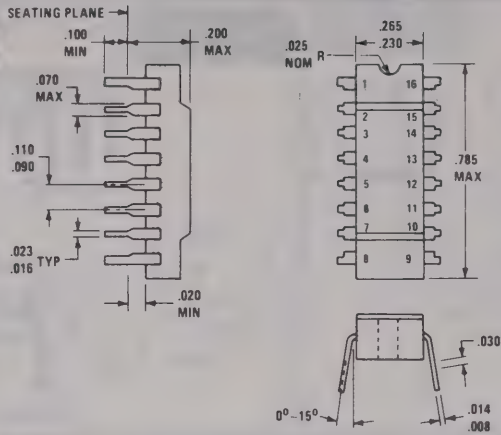 SEATING PLANE
.100
MIN
.200
MAX
.070
MAX
.110
.090
.023
.016
TYP
.020
MIN
.265
.230
.025
NOM
R
1 16
2 15
3 14
4 13
5 12
6 11
7 10
8 9
.785
MAX
.030
0°–15°
.014
.008